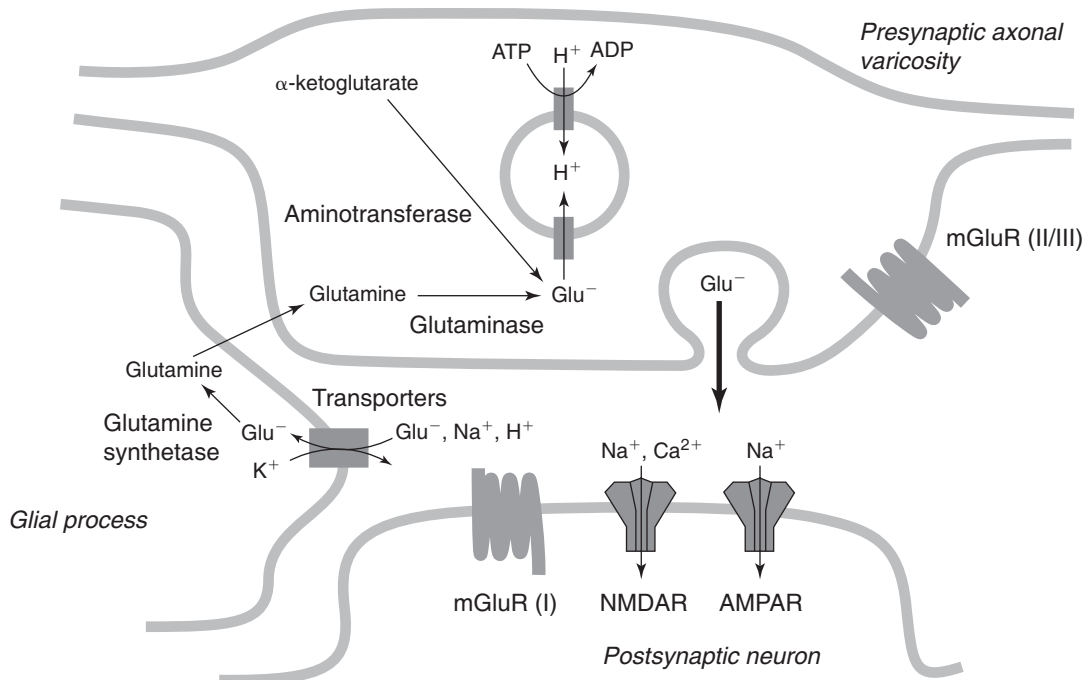 Presynaptic axonal
varicosity
ATP
H⁺
ADP
α-ketoglutarate
H⁺
Aminotransferase
mGluR (II/III)
Glutamine
Glu⁻
Glu⁻
Glutaminase
Glutamine
Transporters
Glutamine
synthetase
Glu⁻
Glu⁻, Na⁺, H⁺
K⁺
Na⁺, Ca²⁺
Na⁺
Glial process
mGluR (I)
NMDAR
AMPAR
Postsynaptic neuron